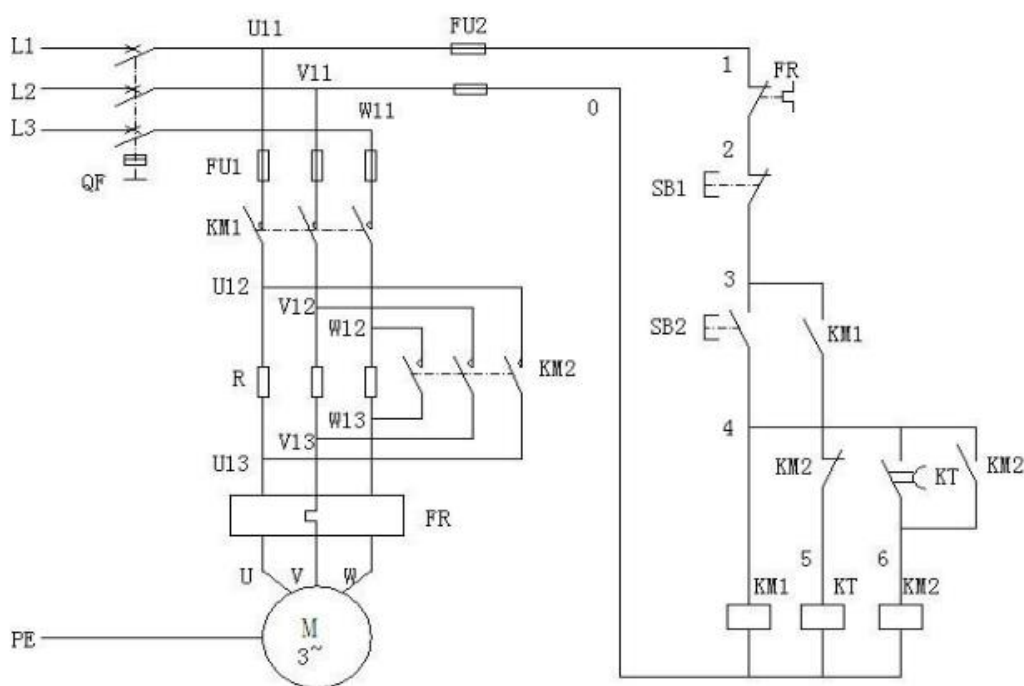 U11
FU2
L1
1
FR
V11
L2
W11
0
L3
2
FU1
QF
SB1
KM1
3
U12
V12
W12
SB2
KM1
R
KM2
W13
V13
4
U13
KM2
KT
KM2
FR
5
6
U
V
W
KM1
KT
KM2
M
3~
PE